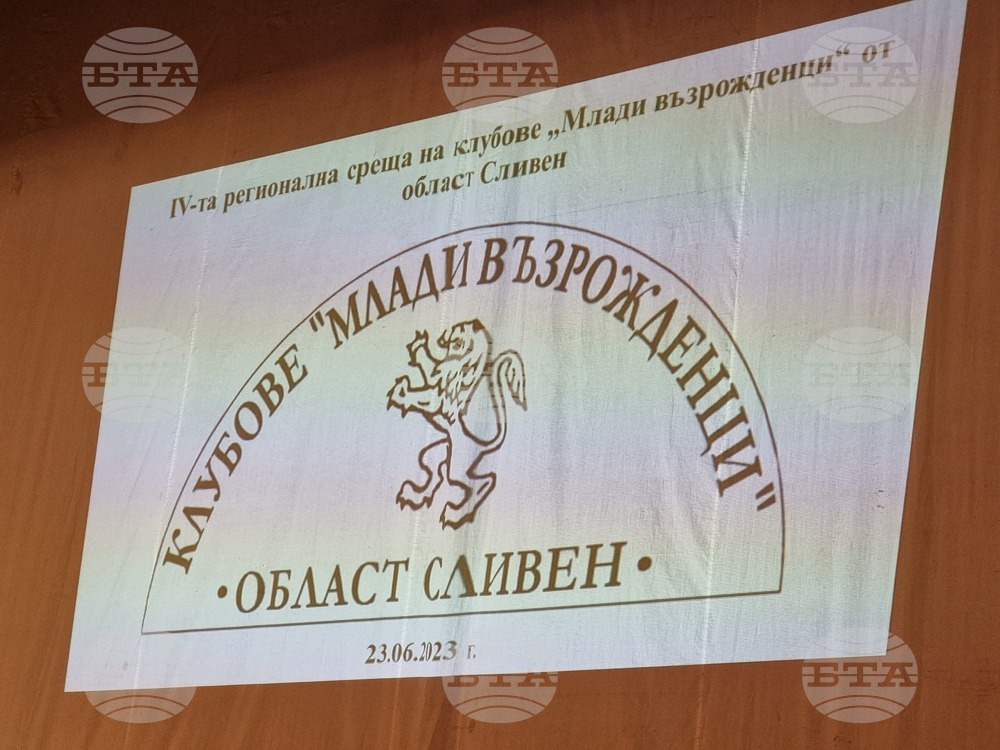 IV-та регионална среща на клубове „Млади възрожденци“ от
област Сливен
КЛУБОВЕ "МЛАДИ ВЪЗРОЖДЕНЦИ"
• ОБЛАСТ СЛИВЕН •
23.06.2023 г.
БТА
БТА
БТА
БТА
БТА
БТА
БТА
БТА
БТА